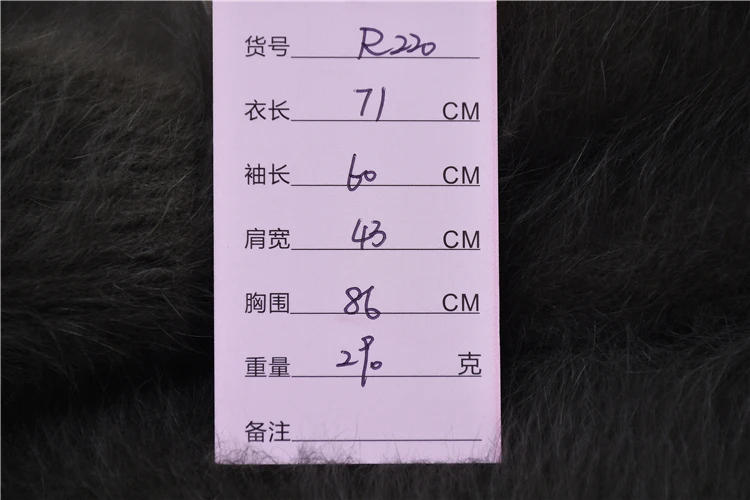 货号 R220
衣长 71 CM
袖长 60 CM
肩宽 43 CM
胸围 86 CM
重量 290 克
备注